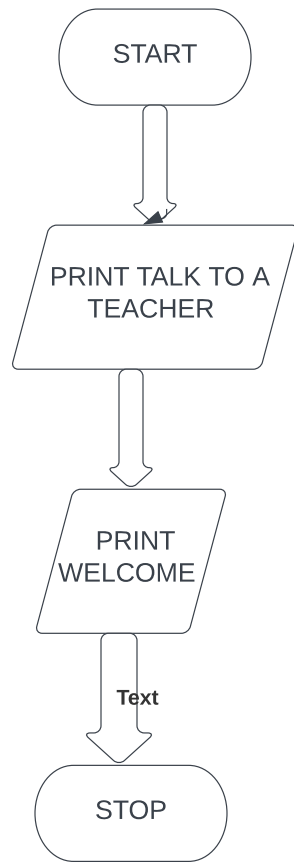 START
PRINT TALK TO A
TEACHER
PRINT
WELCOME
Text
STOP